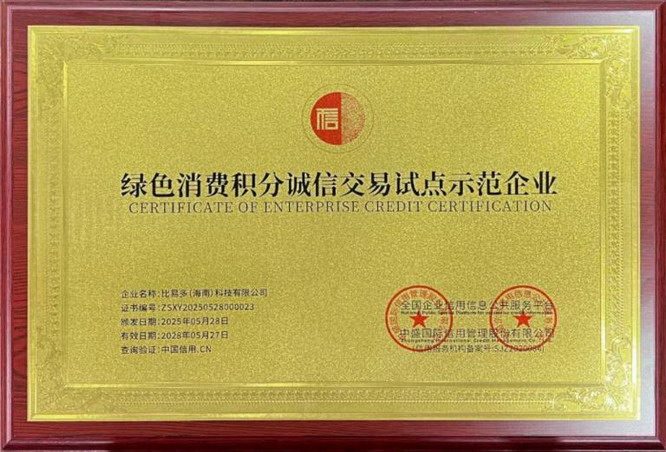 信
绿色消费积分诚信交易试点示范企业
CERTIFICATE OF ENTERPRISE CREDIT CERTIFICATION
企业名称:比易多(海南)科技有限公司
证书编号:ZSXY20250528000023
颁发日期:2025年05月28日
有效日期:2028年05月27日
查询验证:中国信用.CN
全国企业信用信息公共服务平台
中盛国际信用管理股份有限公司